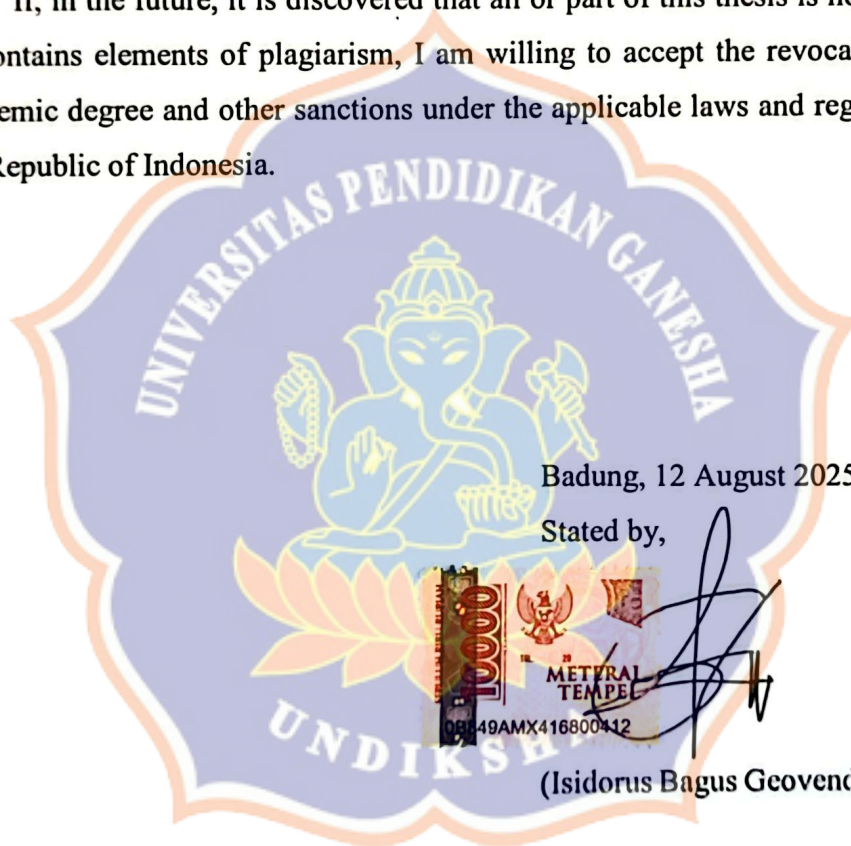 If, in the future, it is discovered that all or part of this thesis is
ontains elements of plagiarism, I am willing to accept the revoca
emic degree and other sanctions under the applicable laws and reg
Republic of Indonesia.
UNIVERSITAS PENDIDIKAN GANESHA
Badung, 12 August 2025
Stated by,
10000
METERAI
TEMPEL
49AMX416800412
UNDIKSHA
(Isidorus Bagus Geovend